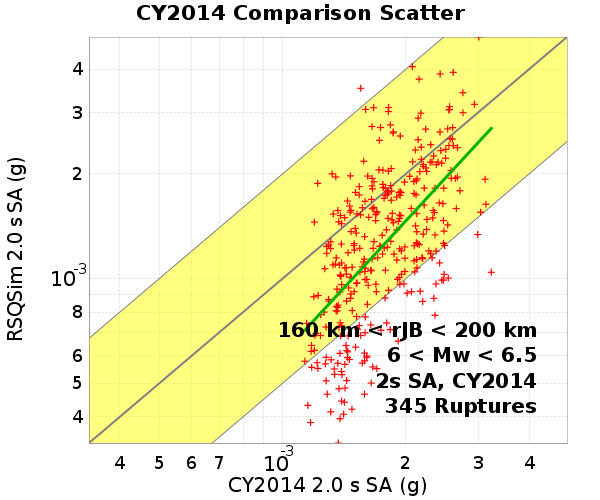 CY2014 Comparison Scatter
RSQSim 2.0 s SA (g)
4
3
2
10-3
8
6
5
4
160 km < rJB < 200 km
6 < Mw < 6.5
2s SA, CY2014
345 Ruptures
4 5 6 7 10-3 2 3 4
CY2014 2.0 s SA (g)